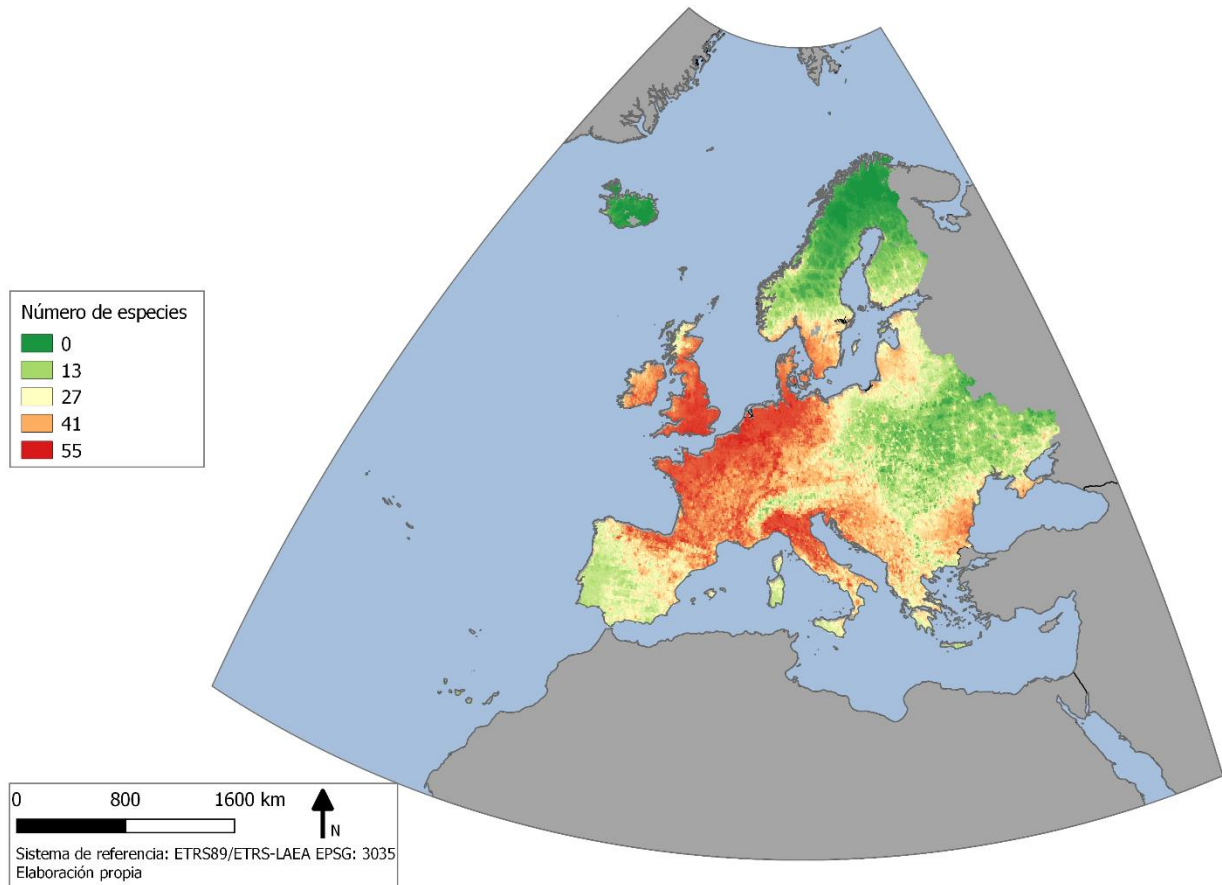 Número de especies
0
13
27
41
55
0 800 1600 km
N
Sistema de referencia: ETRS89/ETRS-LAEA EPSG: 3035
Elaboración propia